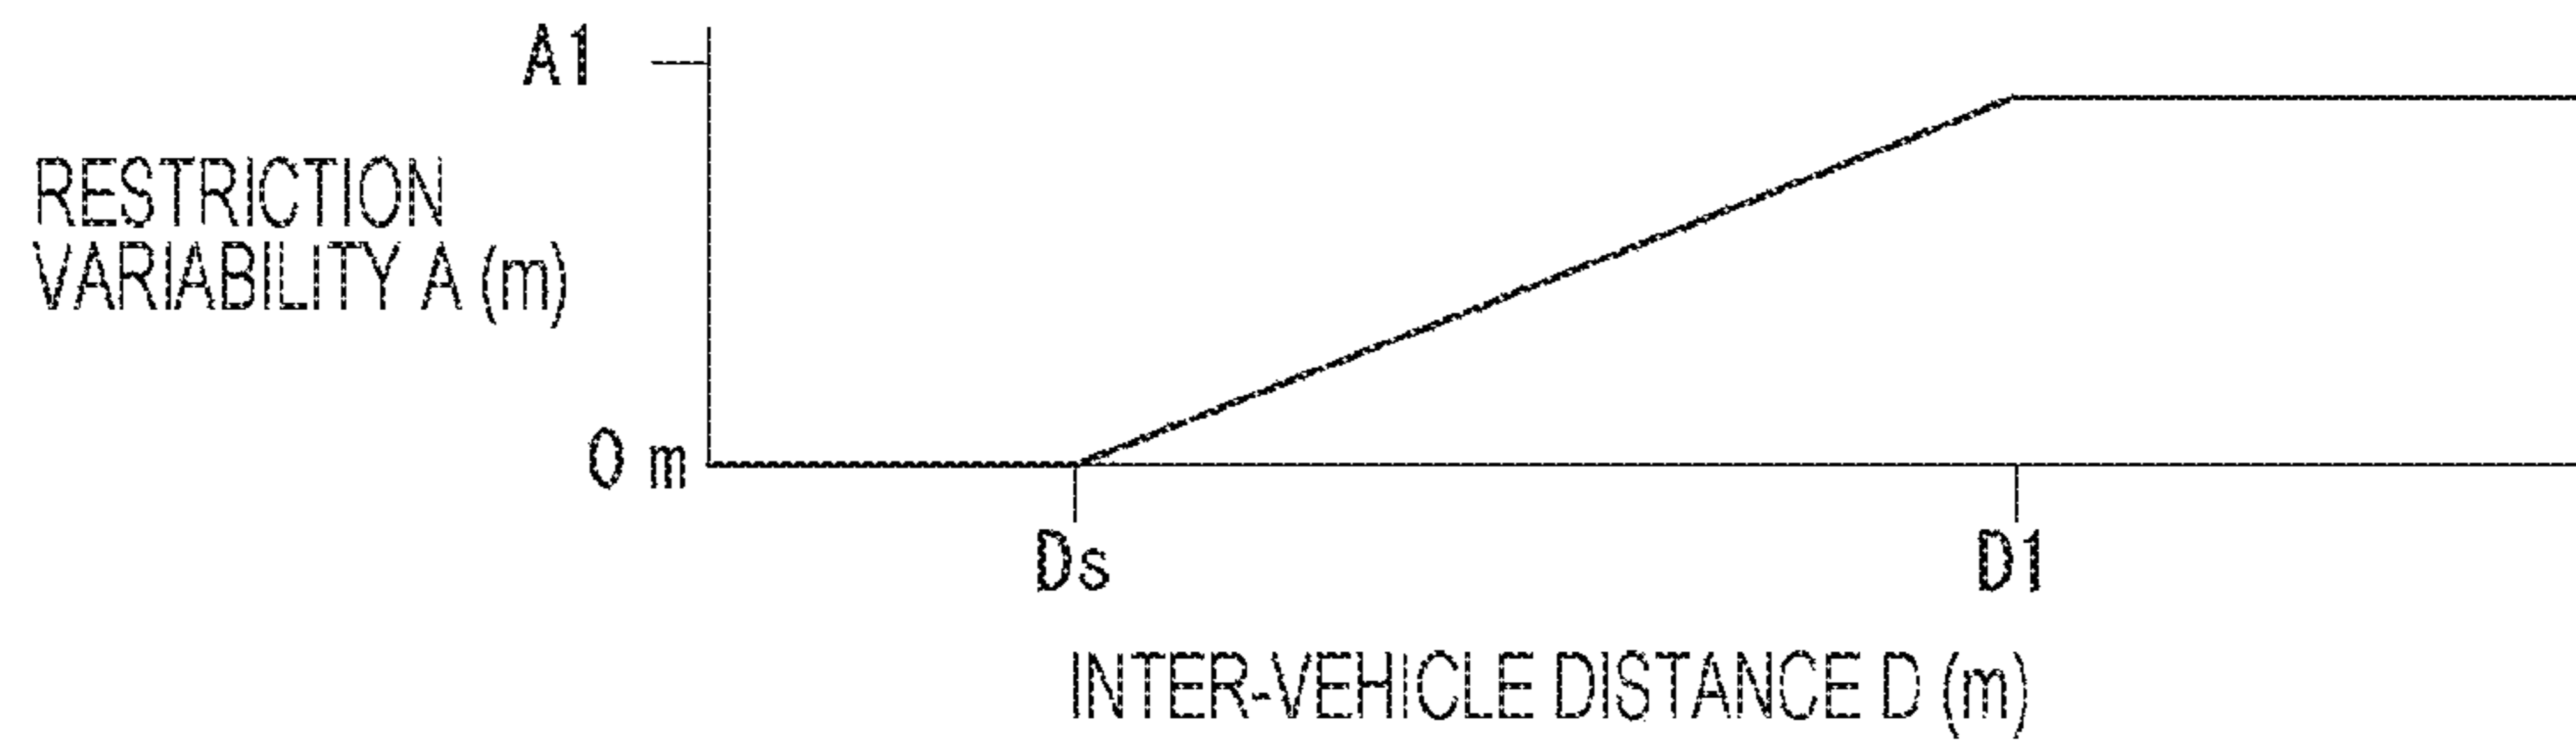 A1
RESTRICTION
VARIABILITY A (m)
0 m
Ds
D1
INTER-VEHICLE DISTANCE D (m)